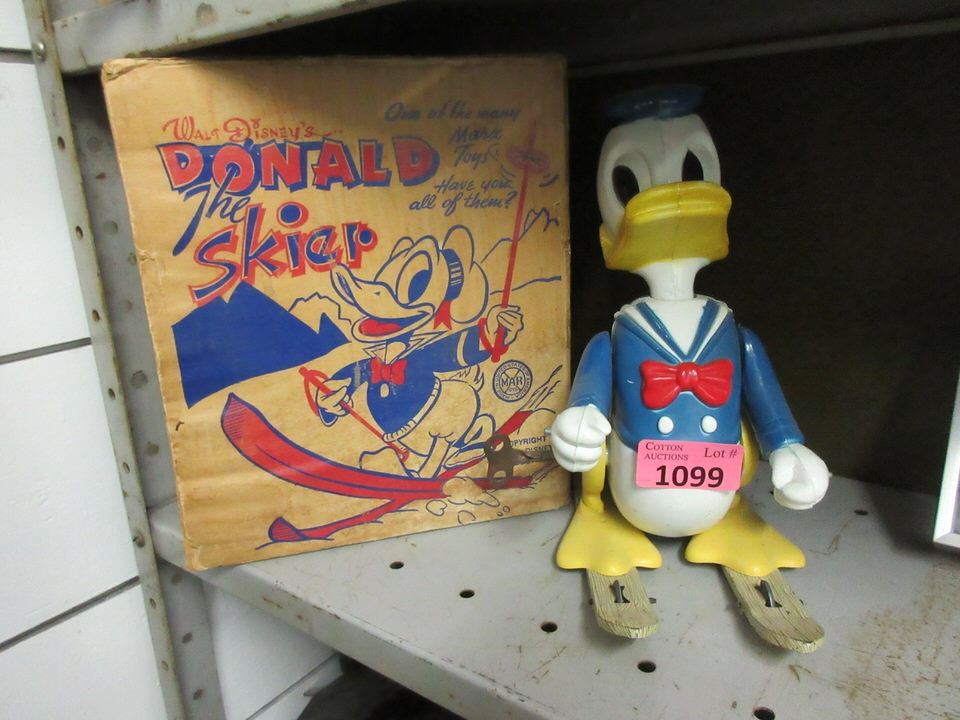 WALT DISNEY'S
DONALD
The
Skier
One of the many
Marx
Toys
Have you
all of them?
MAR
COPYRIGHT
DISNEY
COTTON
AUCTIONS
Lot #
1099